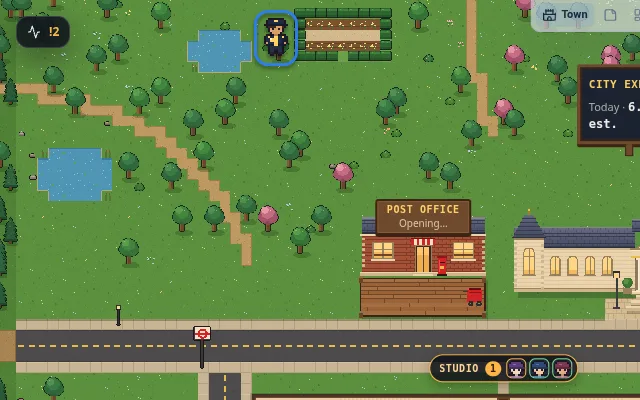 !2
Town
CITY EX
Today · 6.
est.
POST OFFICE
Opening...
STUDIO 1